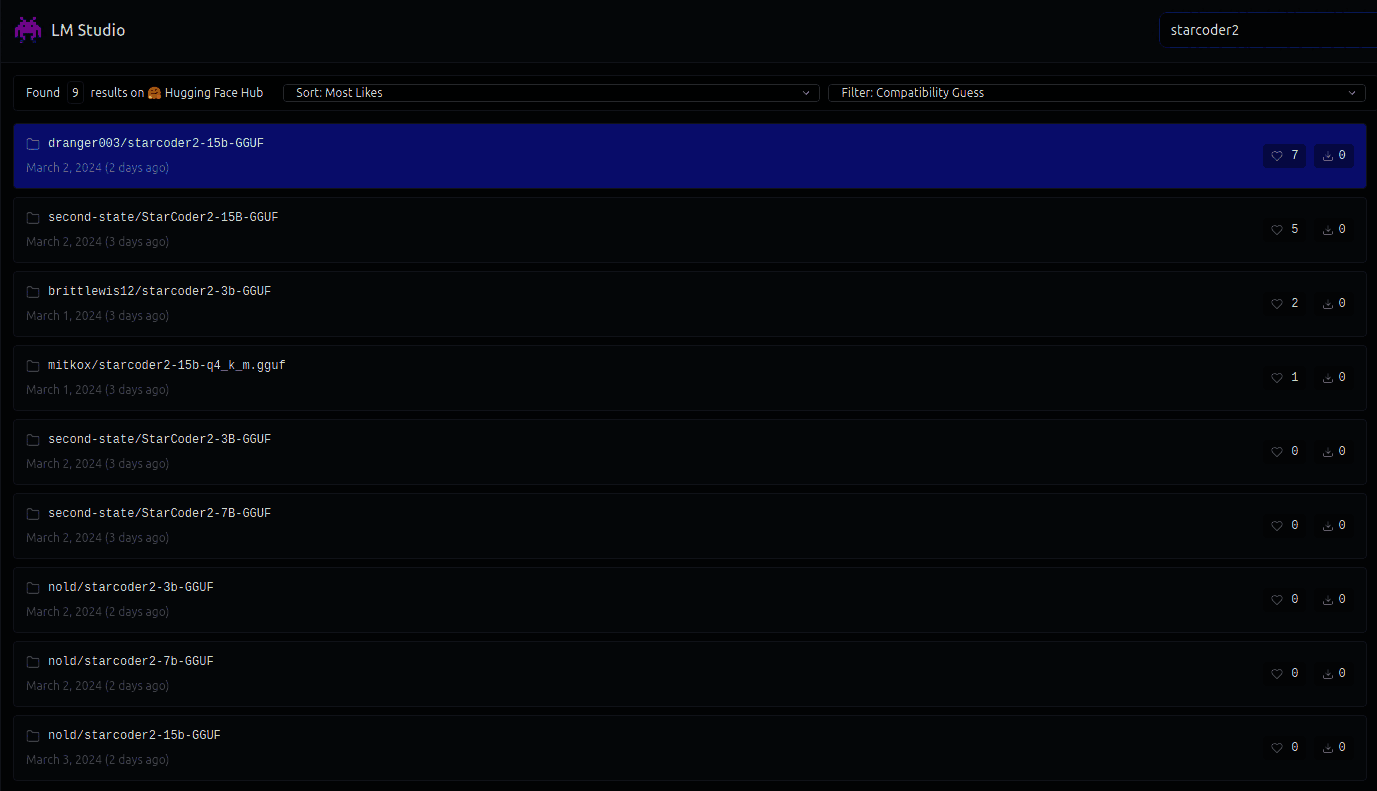 LM Studio
starcoder2
Found 9 results on 🤗 Hugging Face Hub
Sort: Most Likes
Filter: Compatibility Guess
dranger003/starcoder2-15b-GGUF
March 2, 2024 (2 days ago)
7 0
second-state/StarCoder2-15B-GGUF
March 2, 2024 (3 days ago)
5 0
brittlewis12/starcoder2-3b-GGUF
March 1, 2024 (3 days ago)
2 0
mitkox/starcoder2-15b-q4_k_m.gguf
March 1, 2024 (3 days ago)
1 0
second-state/StarCoder2-3B-GGUF
March 2, 2024 (3 days ago)
0 0
second-state/StarCoder2-7B-GGUF
March 2, 2024 (3 days ago)
0 0
nold/starcoder2-3b-GGUF
March 2, 2024 (2 days ago)
0 0
nold/starcoder2-7b-GGUF
March 2, 2024 (2 days ago)
0 0
nold/starcoder2-15b-GGUF
March 3, 2024 (2 days ago)
0 0